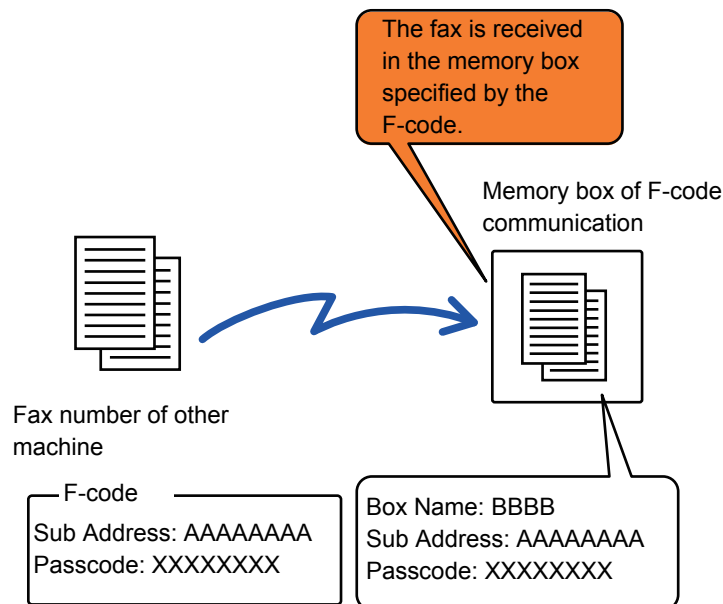 The fax is received
in the memory box
specified by the
F-code.
Memory box of F-code
communication
Fax number of other
machine
F-code
Sub Address: AAAAAAAA
Passcode: XXXXXXXX
Box Name: BBBB
Sub Address: AAAAAAAA
Passcode: XXXXXXXX